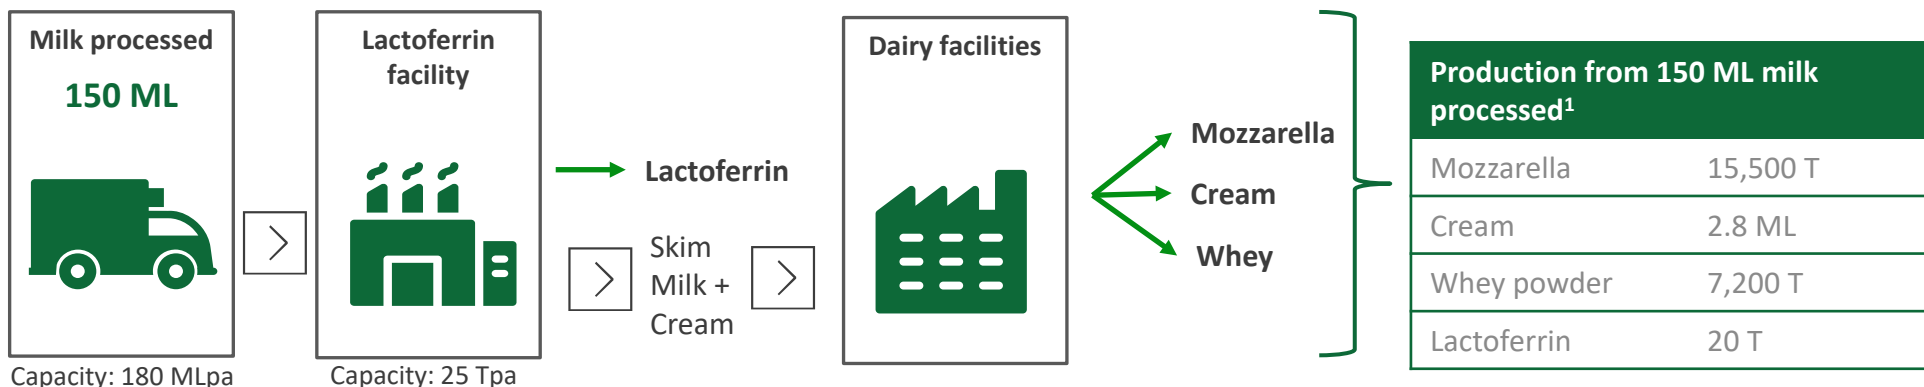 Milk processed
150 ML
Capacity: 180 MLpa
Lactoferrin
facility
Capacity: 25 Tpa
Lactoferrin
Skim
Milk +
Cream
Dairy facilities
Mozzarella
Cream
Whey
Production from 150 ML milk
processed¹
Mozzarella 15,500 T
Cream 2.8 ML
Whey powder 7,200 T
Lactoferrin 20 T